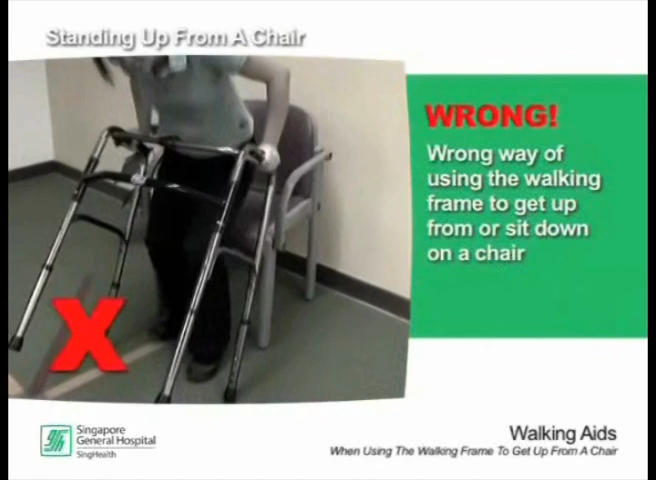 Standing Up From A Chair
WRONG!
Wrong way of
using the walking
frame to get up
from or sit down
on a chair
X
Singapore
General Hospital
SingHealth
Walking Aids
When Using The Walking Frame To Get Up From A Chair